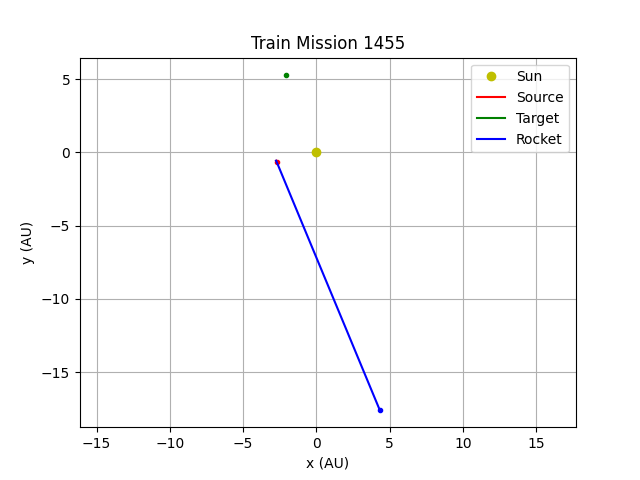 Train Mission 1455
Sun
Source
Target
Rocket
5
0
−5
−10
−15
y (AU)
−15
−10
−5
0
5
10
15
x (AU)